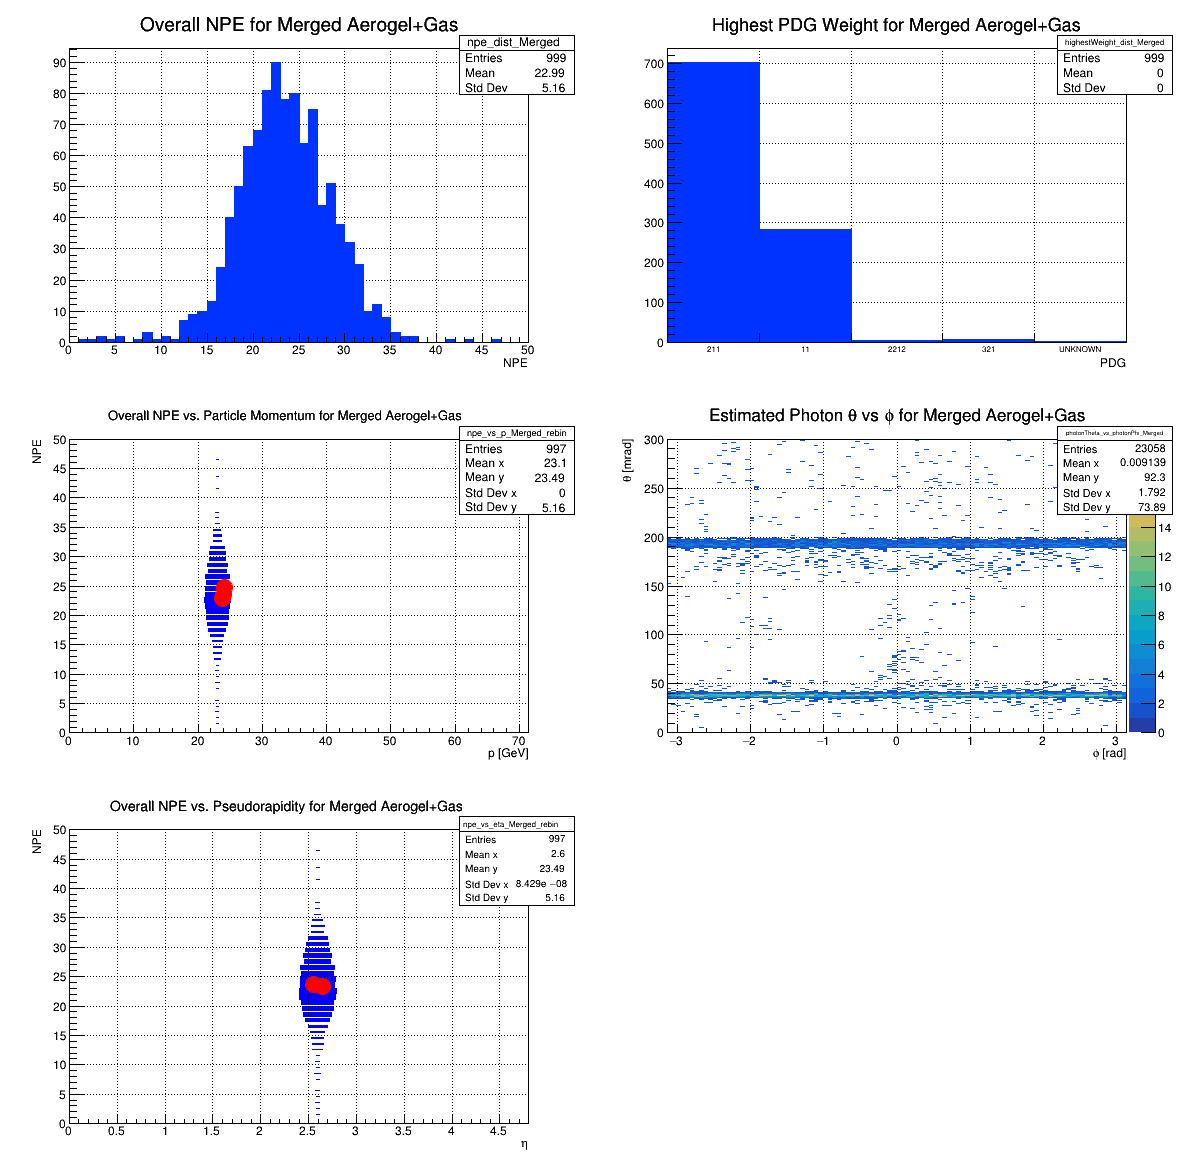 Overall NPE for Merged Aerogel+Gas
npe_dist_Merged
Entries 999
Mean 22.99
Std Dev 5.16
90
80
70
60
50
40
30
20
10
0
0 5 10 15 20 25 30 35 40 45 50
NPE
Highest PDG Weight for Merged Aerogel+Gas
highestWeight_dist_Merged
Entries 999
Mean 0
Std Dev 0
700
600
500
400
300
200
100
0
211 11 2212 321 UNKNOWN
PDG
Overall NPE vs. Particle Momentum for Merged Aerogel+Gas
NPE
npe_vs_p_Merged_rebin
Entries 997
Mean x 23.1
Mean y 23.49
Std Dev x 0
Std Dev y 5.16
50
45
40
35
30
25
20
15
10
5
0
0 10 20 30 40 50 60 70
p [GeV]
Estimated Photon θ vs ϕ for Merged Aerogel+Gas
θ [mrad]
photonTheta_vs_photonPhi_Merged
Entries 23058
Mean x 0.009139
Mean y 92.3
Std Dev x 1.792
Std Dev y 73.89
300
250
200
150
100
50
0
−3 −2 −1 0 1 2 3
ϕ [rad]
14
12
10
8
6
4
2
0
Overall NPE vs. Pseudorapidity for Merged Aerogel+Gas
NPE
npe_vs_eta_Merged_rebin
Entries 997
Mean x 2.6
Mean y 23.49
Std Dev x 8.429e −08
Std Dev y 5.16
50
45
40
35
30
25
20
15
10
5
0
0 0.5 1 1.5 2 2.5 3 3.5 4 4.5
η